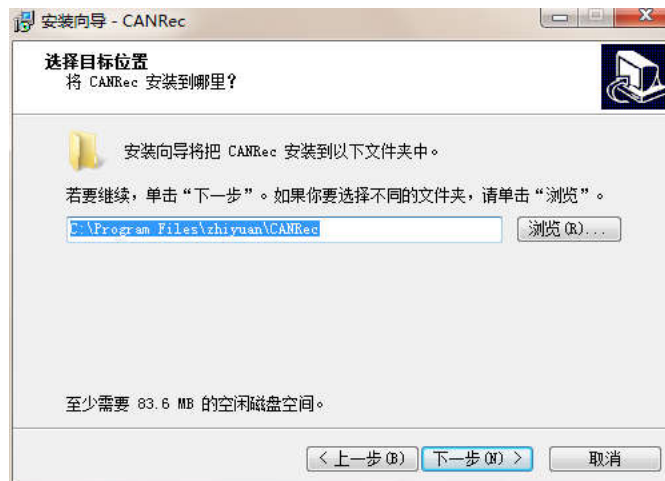 安装向导 - CANRec
选择目标位置
将 CANRec 安装到哪里?
安装向导将把 CANRec 安装到以下文件夹中。
若要继续，单击“下一步”。如果你要选择不同的文件夹，请单击“浏览”。
C:\Program Files\zhiyuan\CANRec
浏览(R)...
至少需要 83.6 MB 的空闲磁盘空间。
< 上一步(B)
下一步(N) >
取消